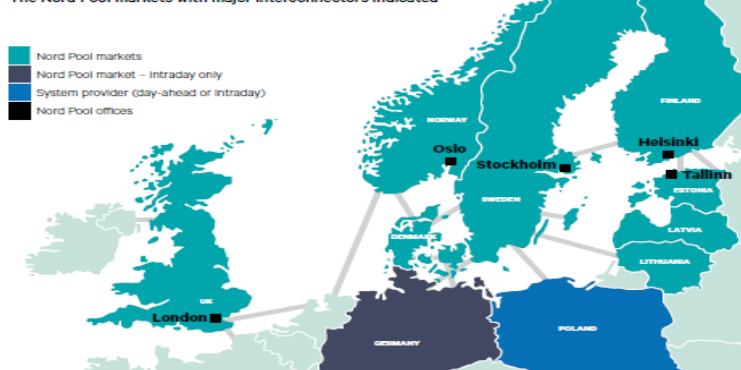 The Nord Pool markets with major interconnectors indicated
Nord Pool markets
Nord Pool market – intraday only
System provider (day-ahead or intraday)
Nord Pool offices
FINLAND
NORWAY
Helsinki
Oslo
Stockholm
Tallinn
ESTONIA
SWEDEN
LATVIA
DENMARK
LITHUANIA
UK
London
POLAND
GERMANY